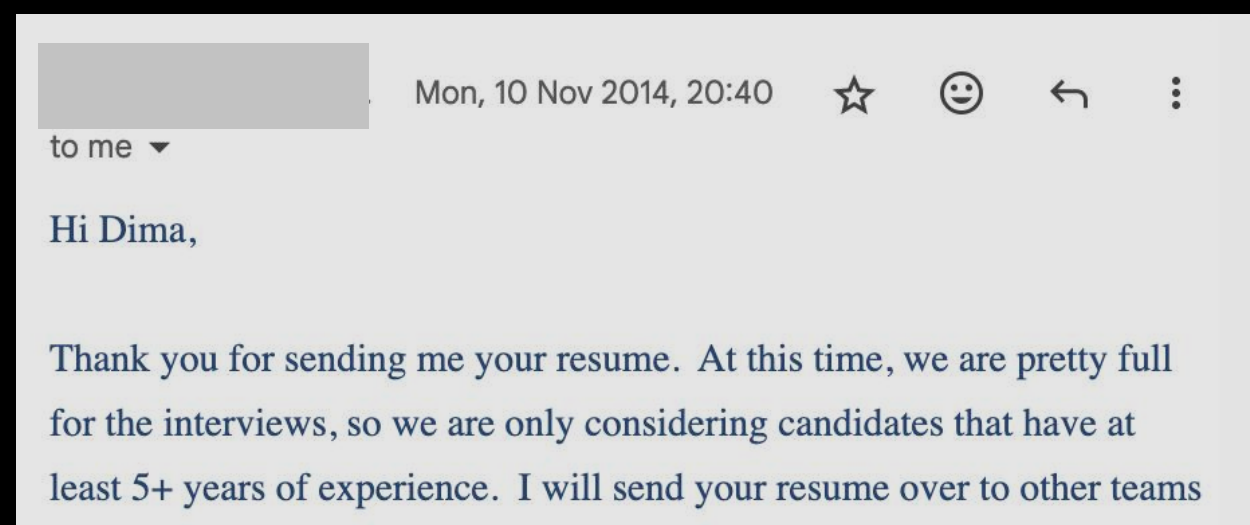 Mon, 10 Nov 2014, 20:40
to me
Hi Dima,
Thank you for sending me your resume.  At this time, we are pretty full
for the interviews, so we are only considering candidates that have at
least 5+ years of experience.  I will send your resume over to other teams